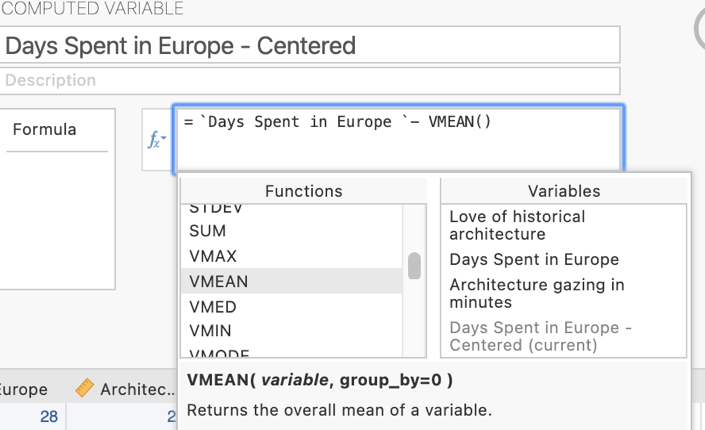 COMPUTED VARIABLE
Days Spent in Europe - Centered
Description
Formula
fx
= `Days Spent in Europe `− VMEAN()
Functions
STDEV
SUM
VMAX
VMEAN
VMED
VMIN
VMODE
Variables
Love of historical
architecture
Days Spent in Europe
Architecture gazing in
minutes
Days Spent in Europe -
Centered (current)
VMEAN( variable, group_by=0 )
Returns the overall mean of a variable.
Europe
Architec..
28
2